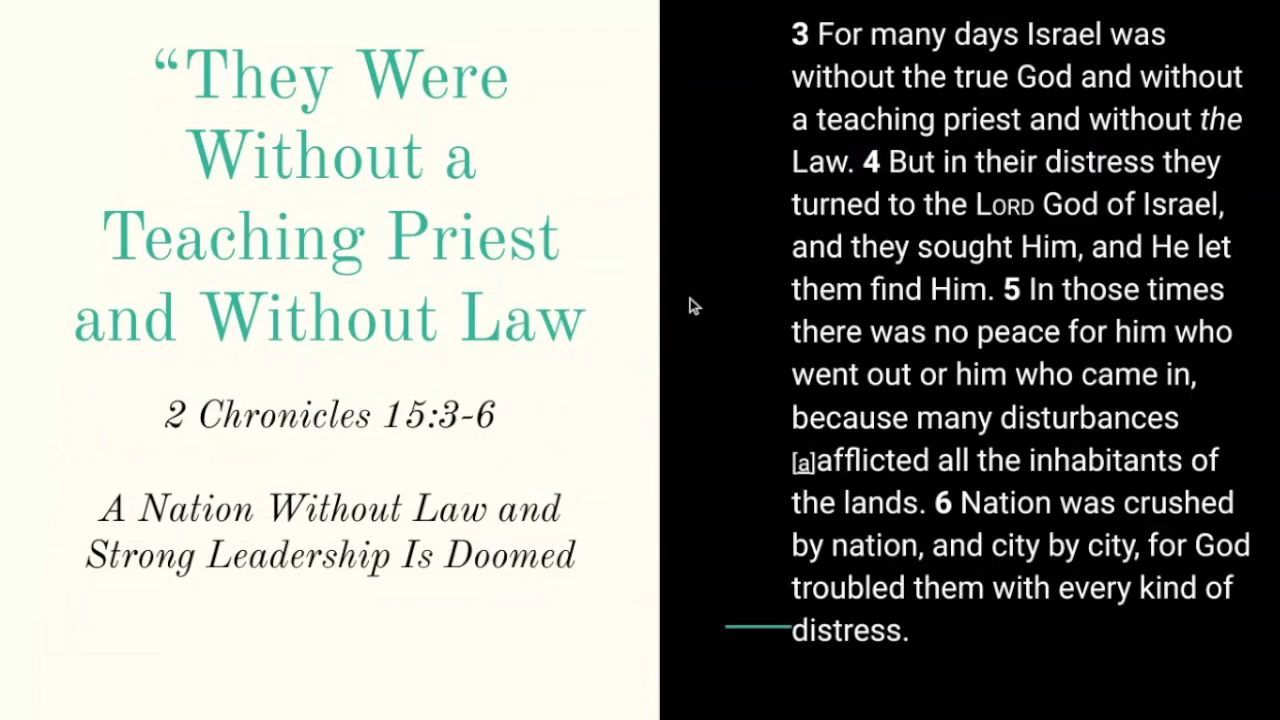 “They Were
Without a
Teaching Priest
and Without Law
2 Chronicles 15:3-6
A Nation Without Law and
Strong Leadership Is Doomed
3 For many days Israel was
without the true God and without
a teaching priest and without the
Law. 4 But in their distress they
turned to the LORD God of Israel,
and they sought Him, and He let
them find Him. 5 In those times
there was no peace for him who
went out or him who came in,
because many disturbances
[a]afflicted all the inhabitants of
the lands. 6 Nation was crushed
by nation, and city by city, for God
troubled them with every kind of
distress.